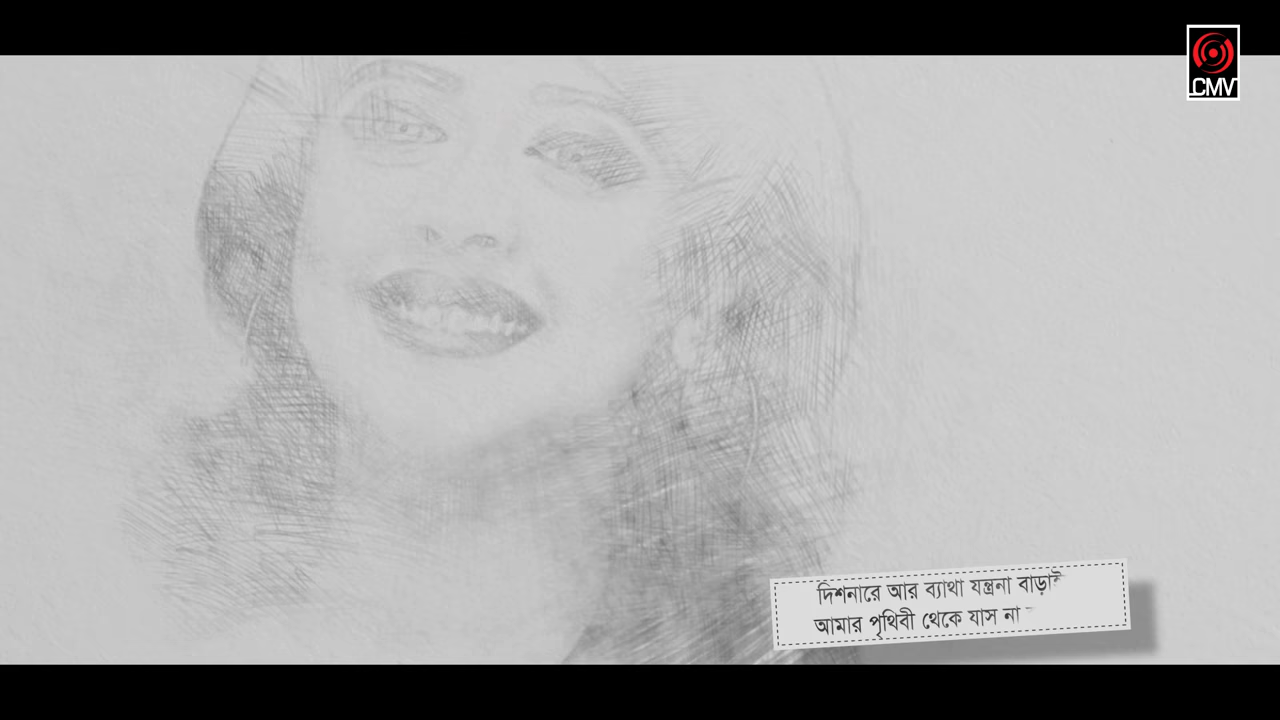 CMV
দিশনারে আর ব্যাথা যন্ত্রনা
আমার পৃথিবী থেকে যাস না